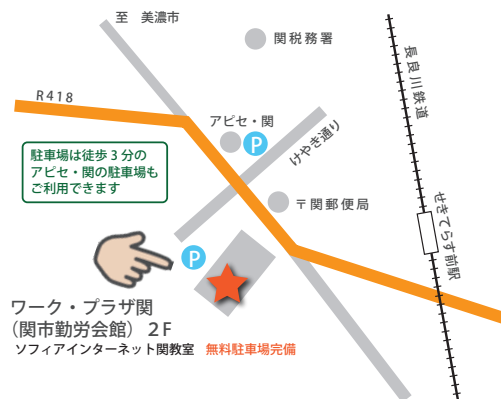 至　美濃市
関税務署
R418
アピセ・関
P
けやき通り
長良川鉄道
駐車場は徒歩３分の
アピセ・関の駐車場も
ご利用できます
〒関郵便局
せきてらす前駅
P
ワーク・プラザ関
（関市勤労会館）２F
ソフィアインターネット関教室　無料駐車場完備